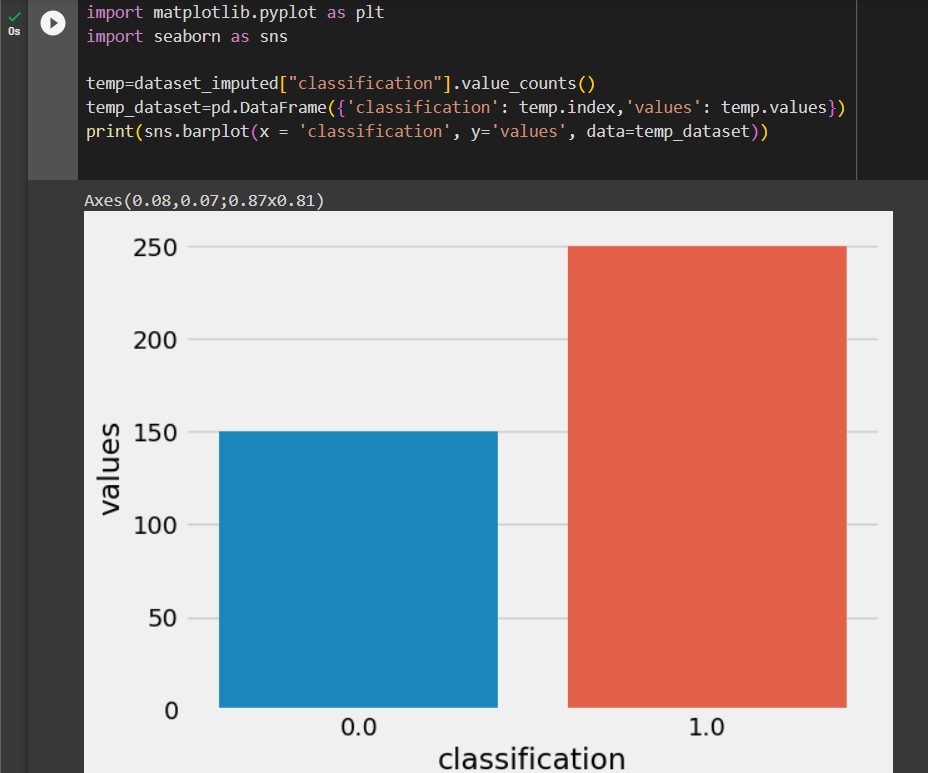 import matplotlib.pyplot as plt
0s
import seaborn as sns
temp=dataset_imputed["classification"].value_counts()
temp_dataset=pd.DataFrame({'classification': temp.index,'values': temp.values})
print(sns.barplot(x = 'classification', y='values', data=temp_dataset))
Axes(0.08,0.07;0.87x0.81)
250
200
150
100
50
0
values
0.0 1.0
classification